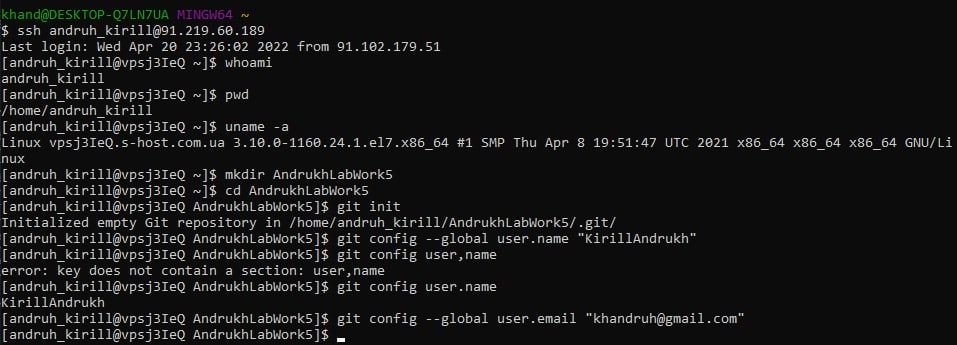 khand@DESKTOP-Q7LN7UA MINGW64 ~
$ ssh andruh_kirill@91.219.60.189
Last login: Wed Apr 20 23:26:02 2022 from 91.102.179.51
[andruh_kirill@vpsj3IeQ ~]$ whoami
andruh_kirill
[andruh_kirill@vpsj3IeQ ~]$ pwd
/home/andruh_kirill
[andruh_kirill@vpsj3IeQ ~]$ uname -a
Linux vpsj3IeQ.s-host.com.ua 3.10.0-1160.24.1.el7.x86_64 #1 SMP Thu Apr 8 19:51:47 UTC 2021 x86_64 x86_64 x86_64 GNU/Li
nux
[andruh_kirill@vpsj3IeQ ~]$ mkdir AndrukhLabWork5
[andruh_kirill@vpsj3IeQ ~]$ cd AndrukhLabWork5
[andruh_kirill@vpsj3IeQ AndrukhLabWork5]$ git init
Initialized empty Git repository in /home/andruh_kirill/AndrukhLabWork5/.git/
[andruh_kirill@vpsj3IeQ AndrukhLabWork5]$ git config --global user.name "KirillAndrukh"
[andruh_kirill@vpsj3IeQ AndrukhLabWork5]$ git config user,name
error: key does not contain a section: user,name
[andruh_kirill@vpsj3IeQ AndrukhLabWork5]$ git config user.name
KirillAndrukh
[andruh_kirill@vpsj3IeQ AndrukhLabWork5]$ git config --global user.email "khandruh@gmail.com"
[andruh_kirill@vpsj3IeQ AndrukhLabWork5]$